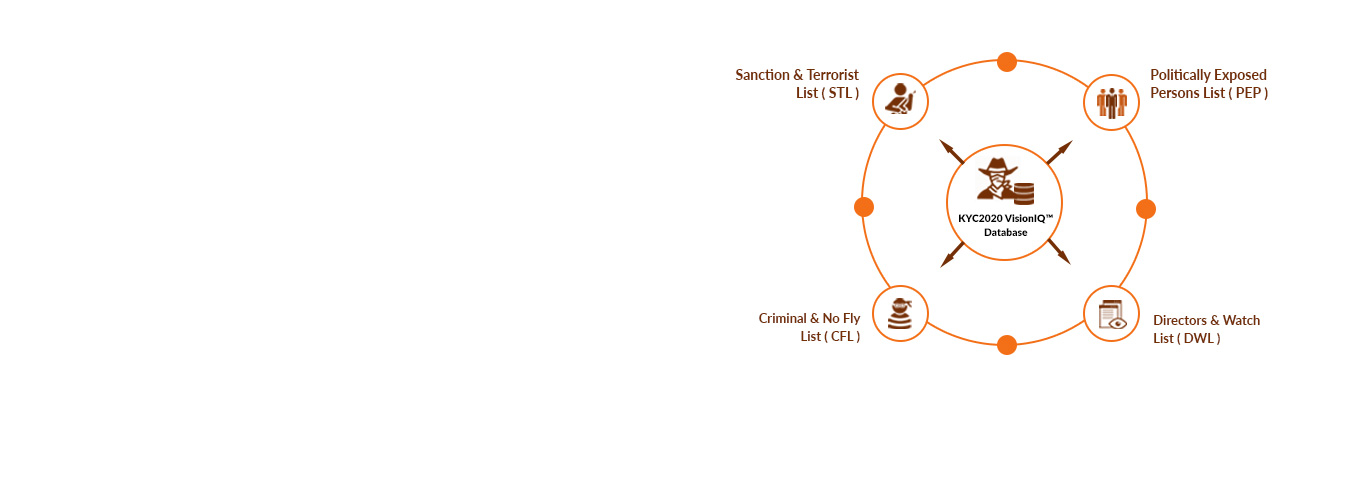 Sanction & Terrorist
List ( STL )
Politically Exposed
Persons List ( PEP )
KYC2020 VisionIQ™
Database
Criminal & No Fly
List ( CFL )
Directors & Watch
List ( DWL )